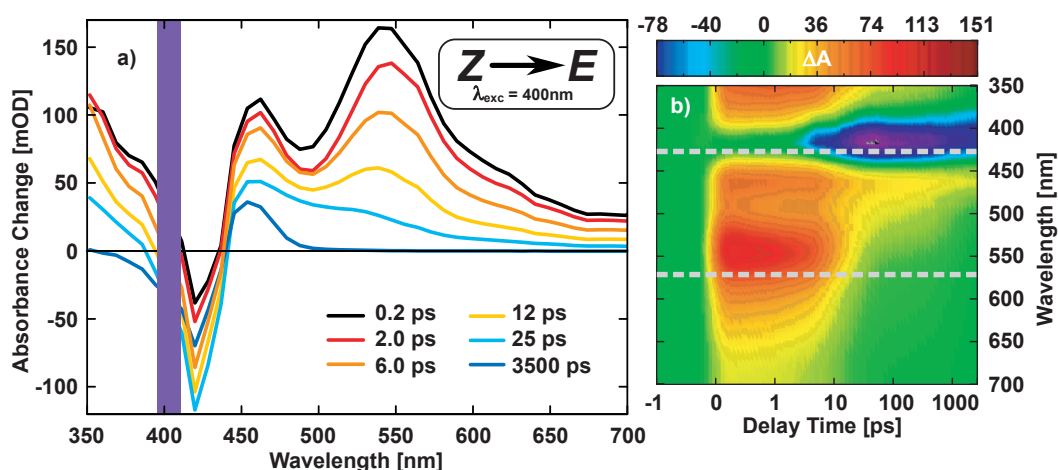 a)
Z → E
λexc = 400nm
Absorbance Change [mOD]
150
100
50
0
-50
-100
0.2 ps
2.0 ps
6.0 ps
12 ps
25 ps
3500 ps
350 400 450 500 550 600 650 700
Wavelength [nm]
-78 -40 0 36 74 113 151
ΔA
b)
350
400
450
500
550
600
700
Wavelength [nm]
-1 0 1 10 100 1000
Delay Time [ps]